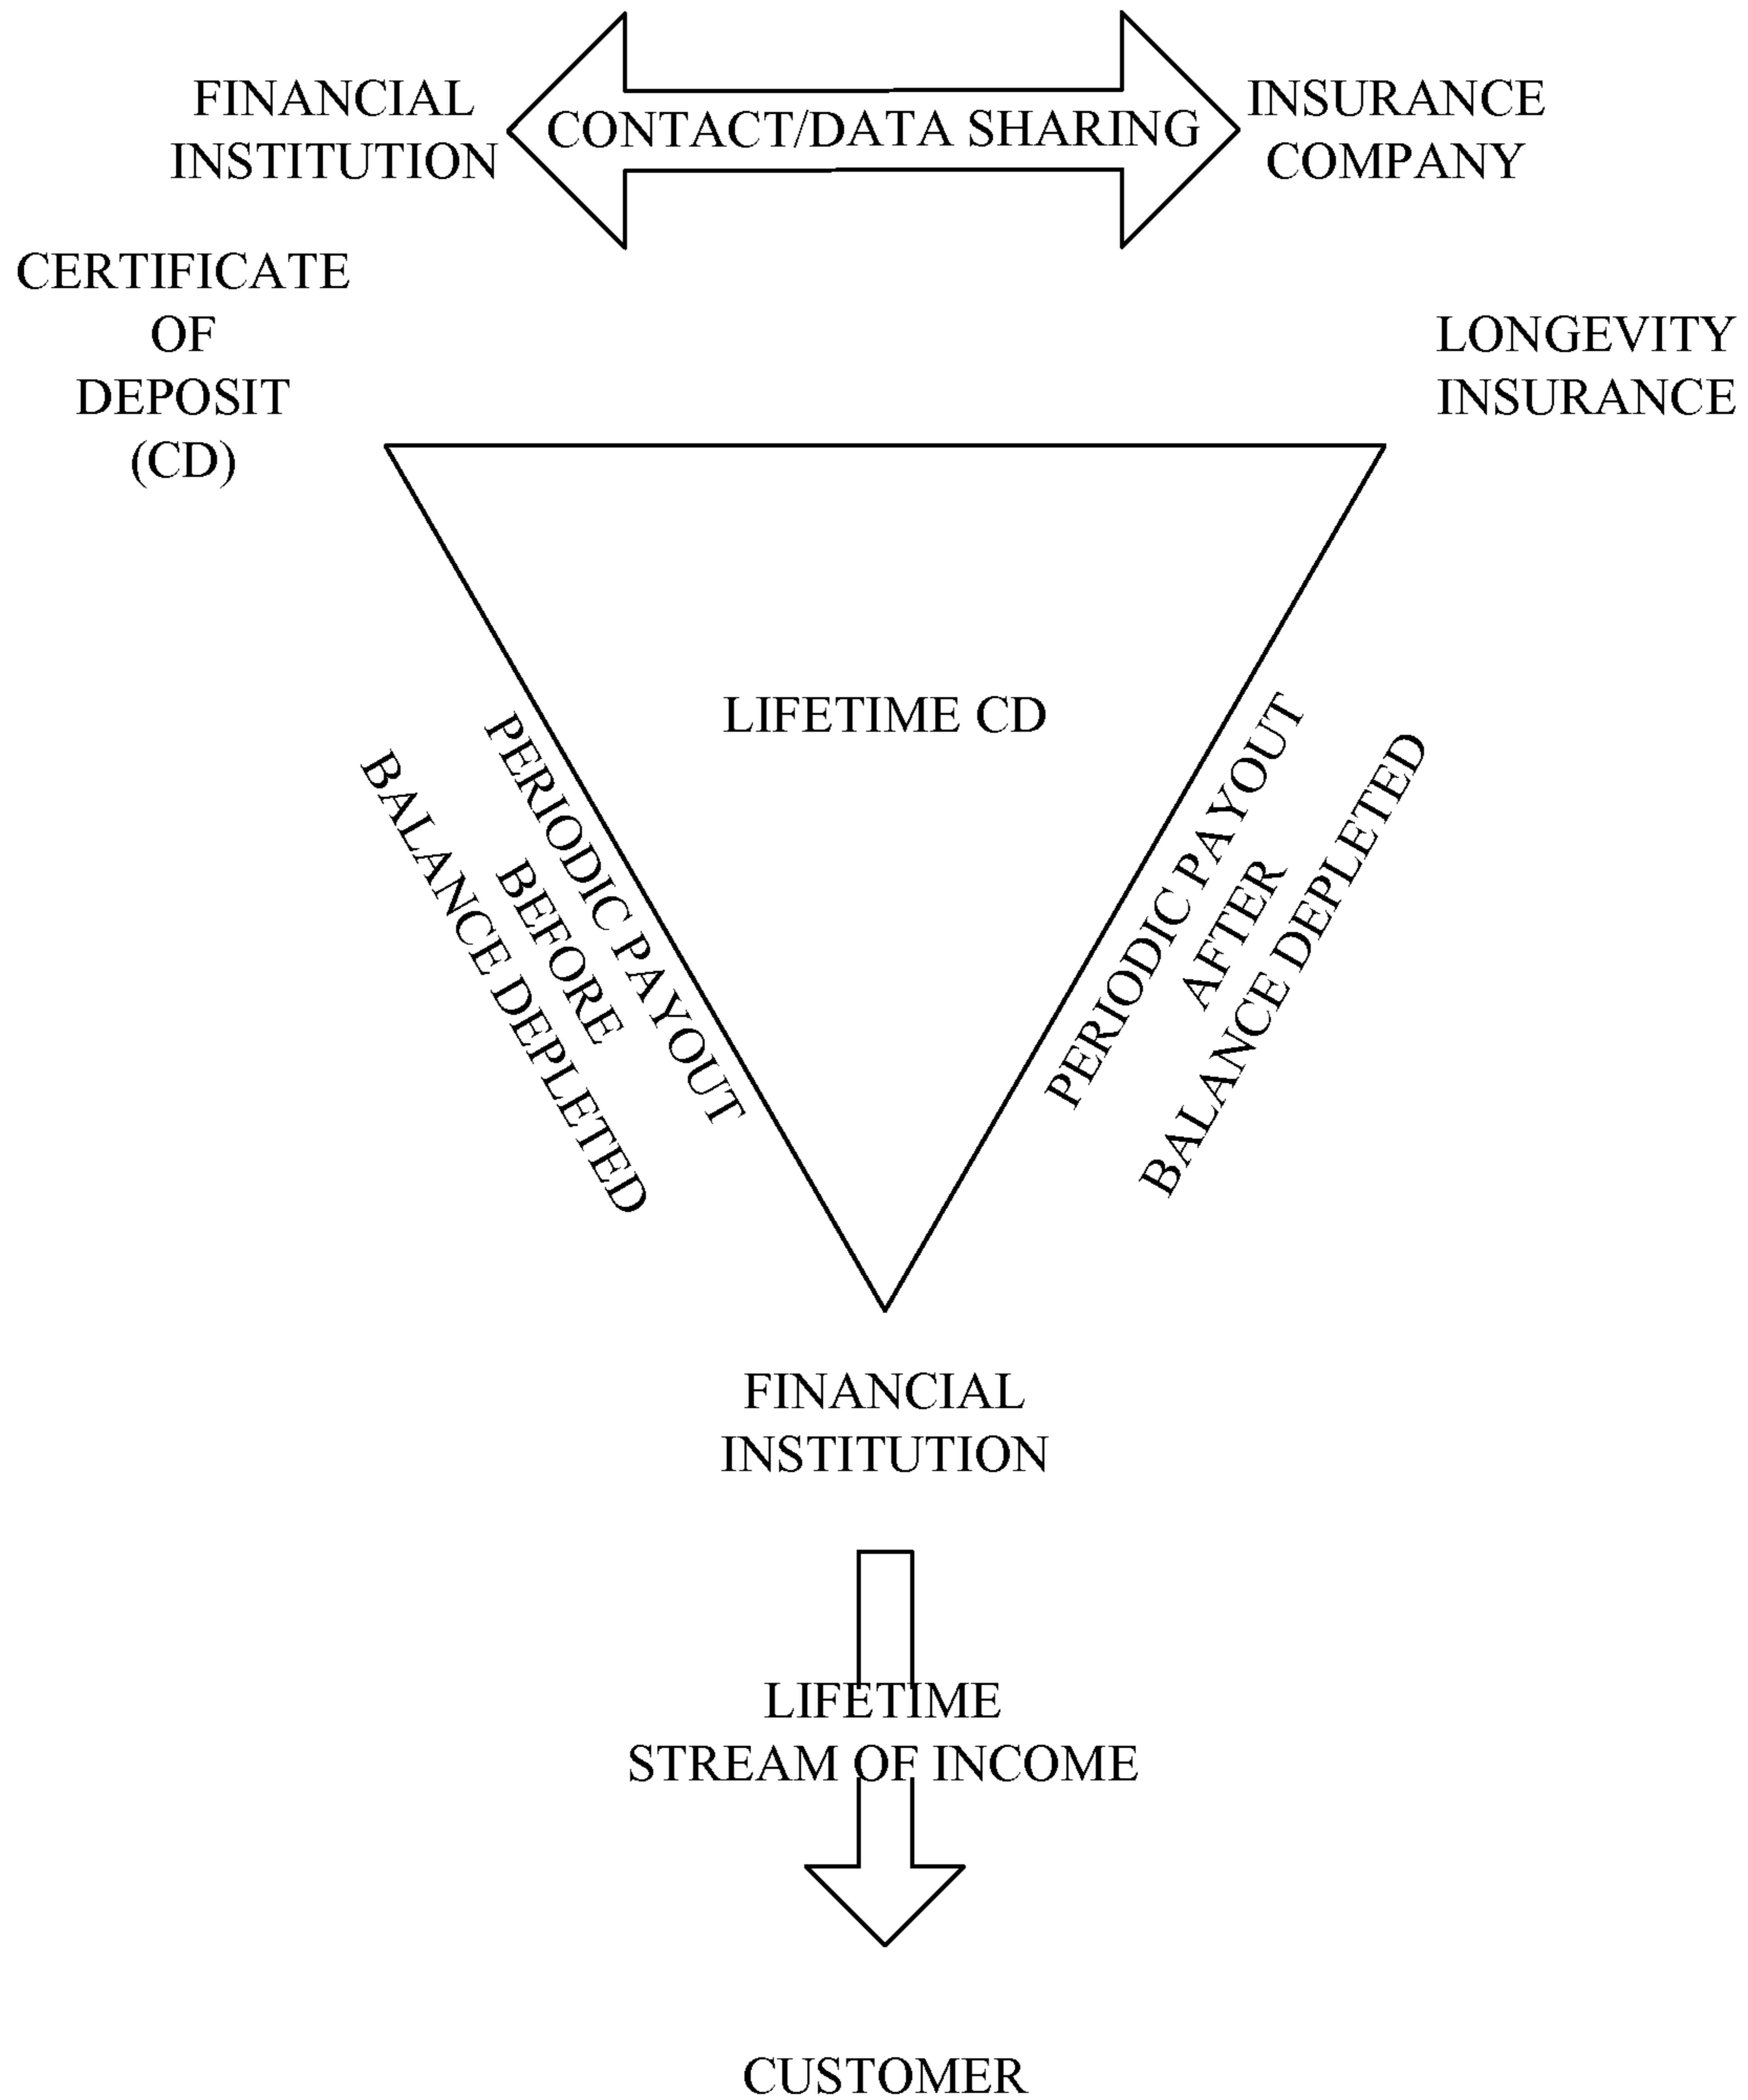 FINANCIAL
INSTITUTION
CONTACT/DATA SHARING
INSURANCE
COMPANY
CERTIFICATE
OF
DEPOSIT
(CD)
LONGEVITY
INSURANCE
LIFETIME CD
PERIODIC PAYOUT
BEFORE
BALANCE DEPLETED
PERIODIC PAYOUT
AFTER
BALANCE DEPLETED
FINANCIAL
INSTITUTION
LIFETIME
STREAM OF INCOME
CUSTOMER